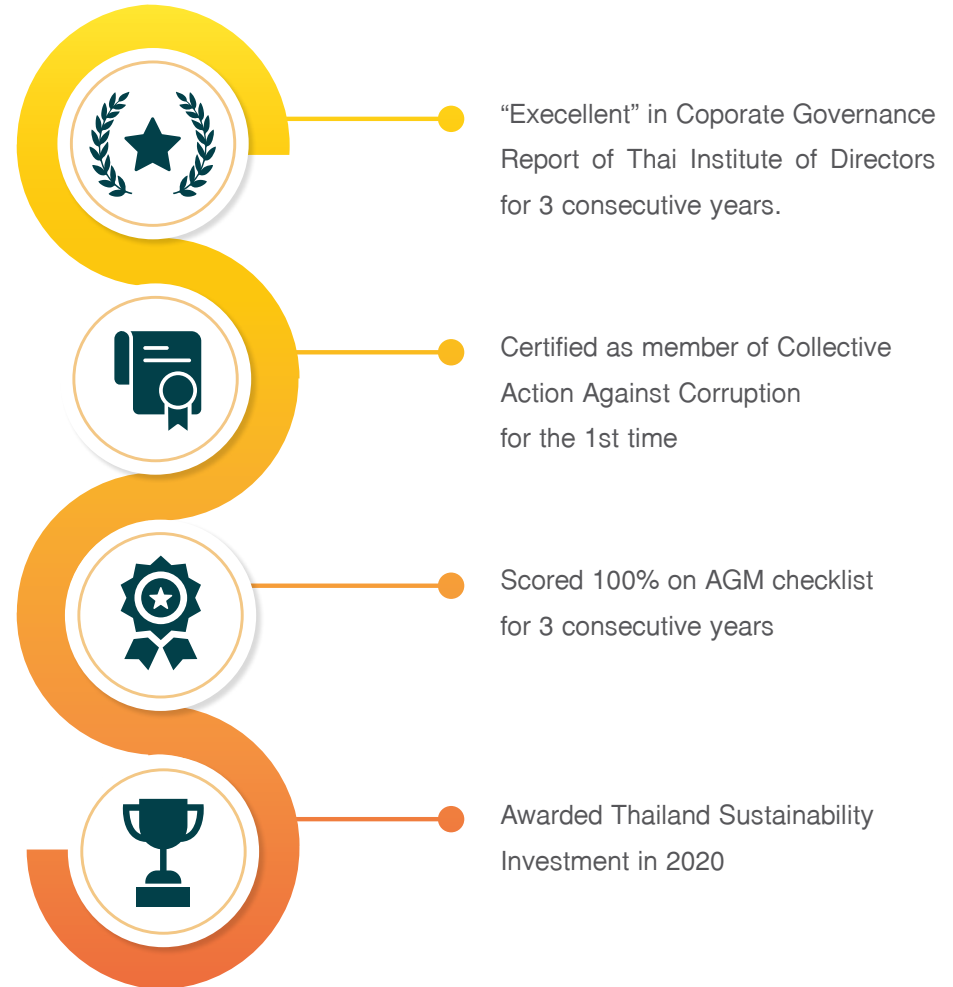 “Execellent” in Coporate Governance
Report of Thai Institute of Directors
for 3 consecutive years.
Certified as member of Collective
Action Against Corruption
for the 1st time
Scored 100% on AGM checklist
for 3 consecutive years
Awarded Thailand Sustainability
Investment in 2020